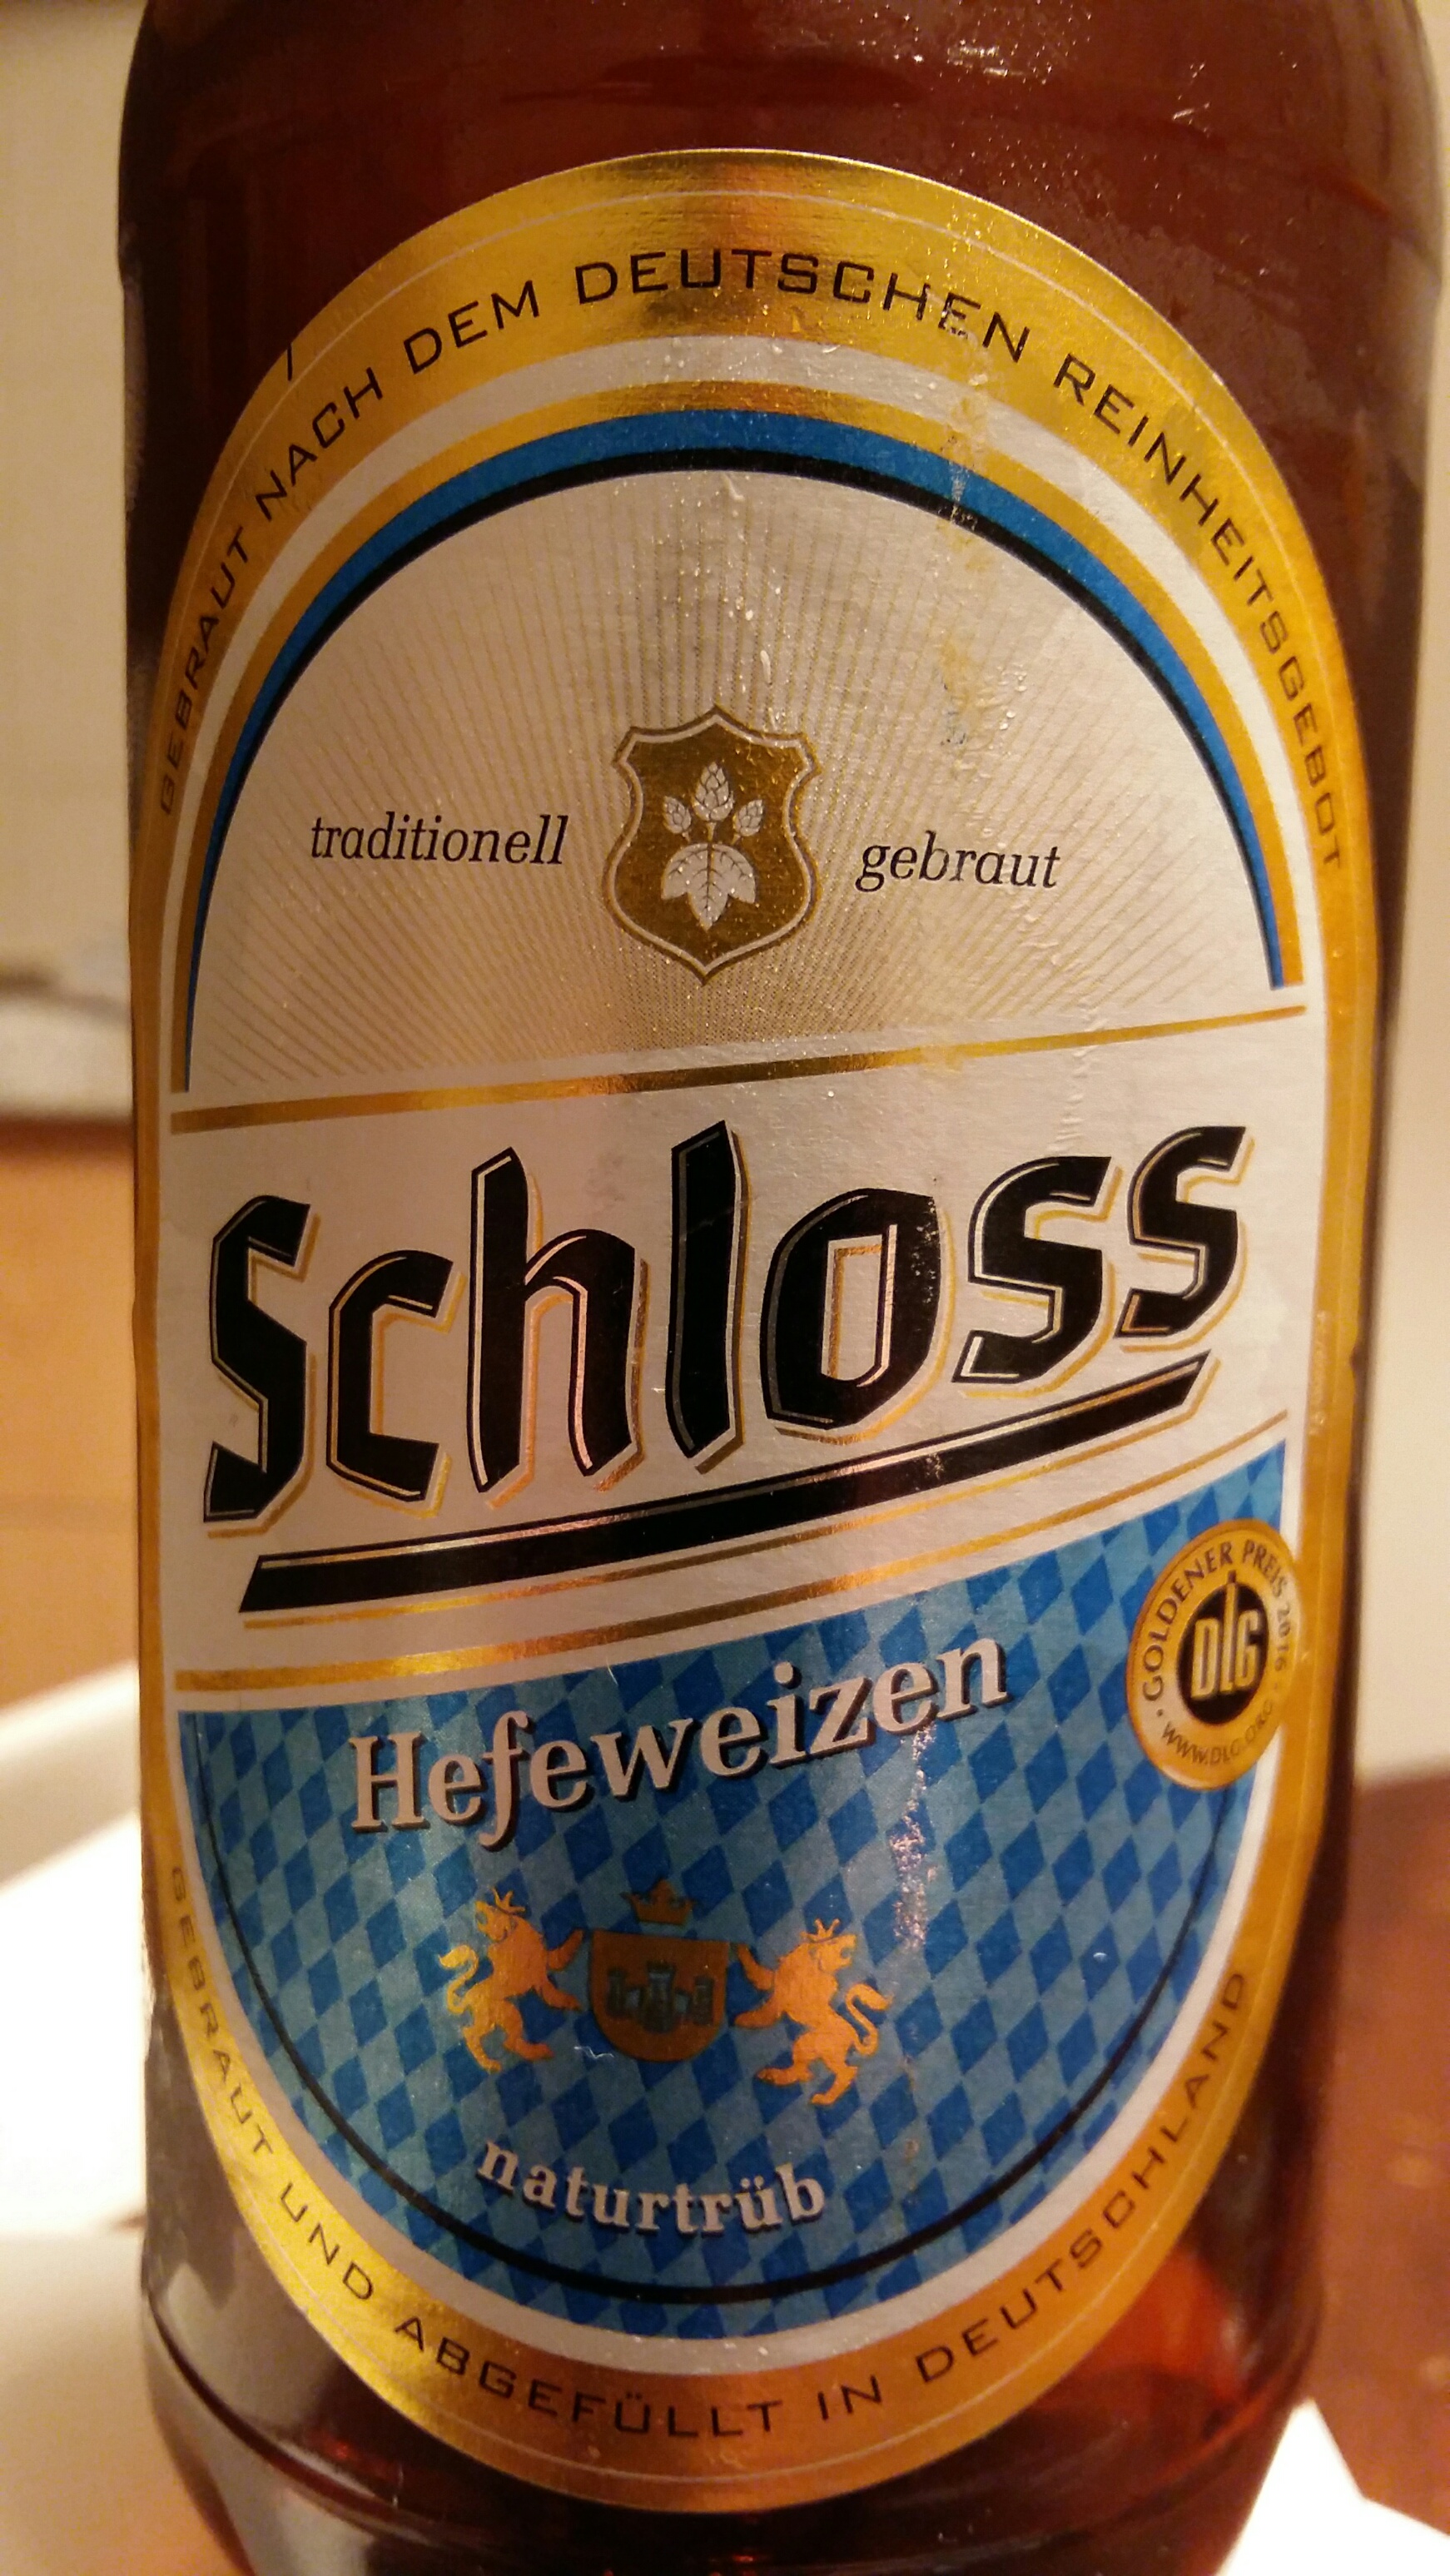 GEBRAUT NACH DEM DEUTSCHEN REINHEITSGEBOT
traditionell gebraut
Schloss
Hefeweizen
GOLDENER PREIS 2016
DLG
• WWW.DLG.ORG •
naturtrüb
GEBRAUT UND ABGEFÜLLT IN DEUTSCHLAND